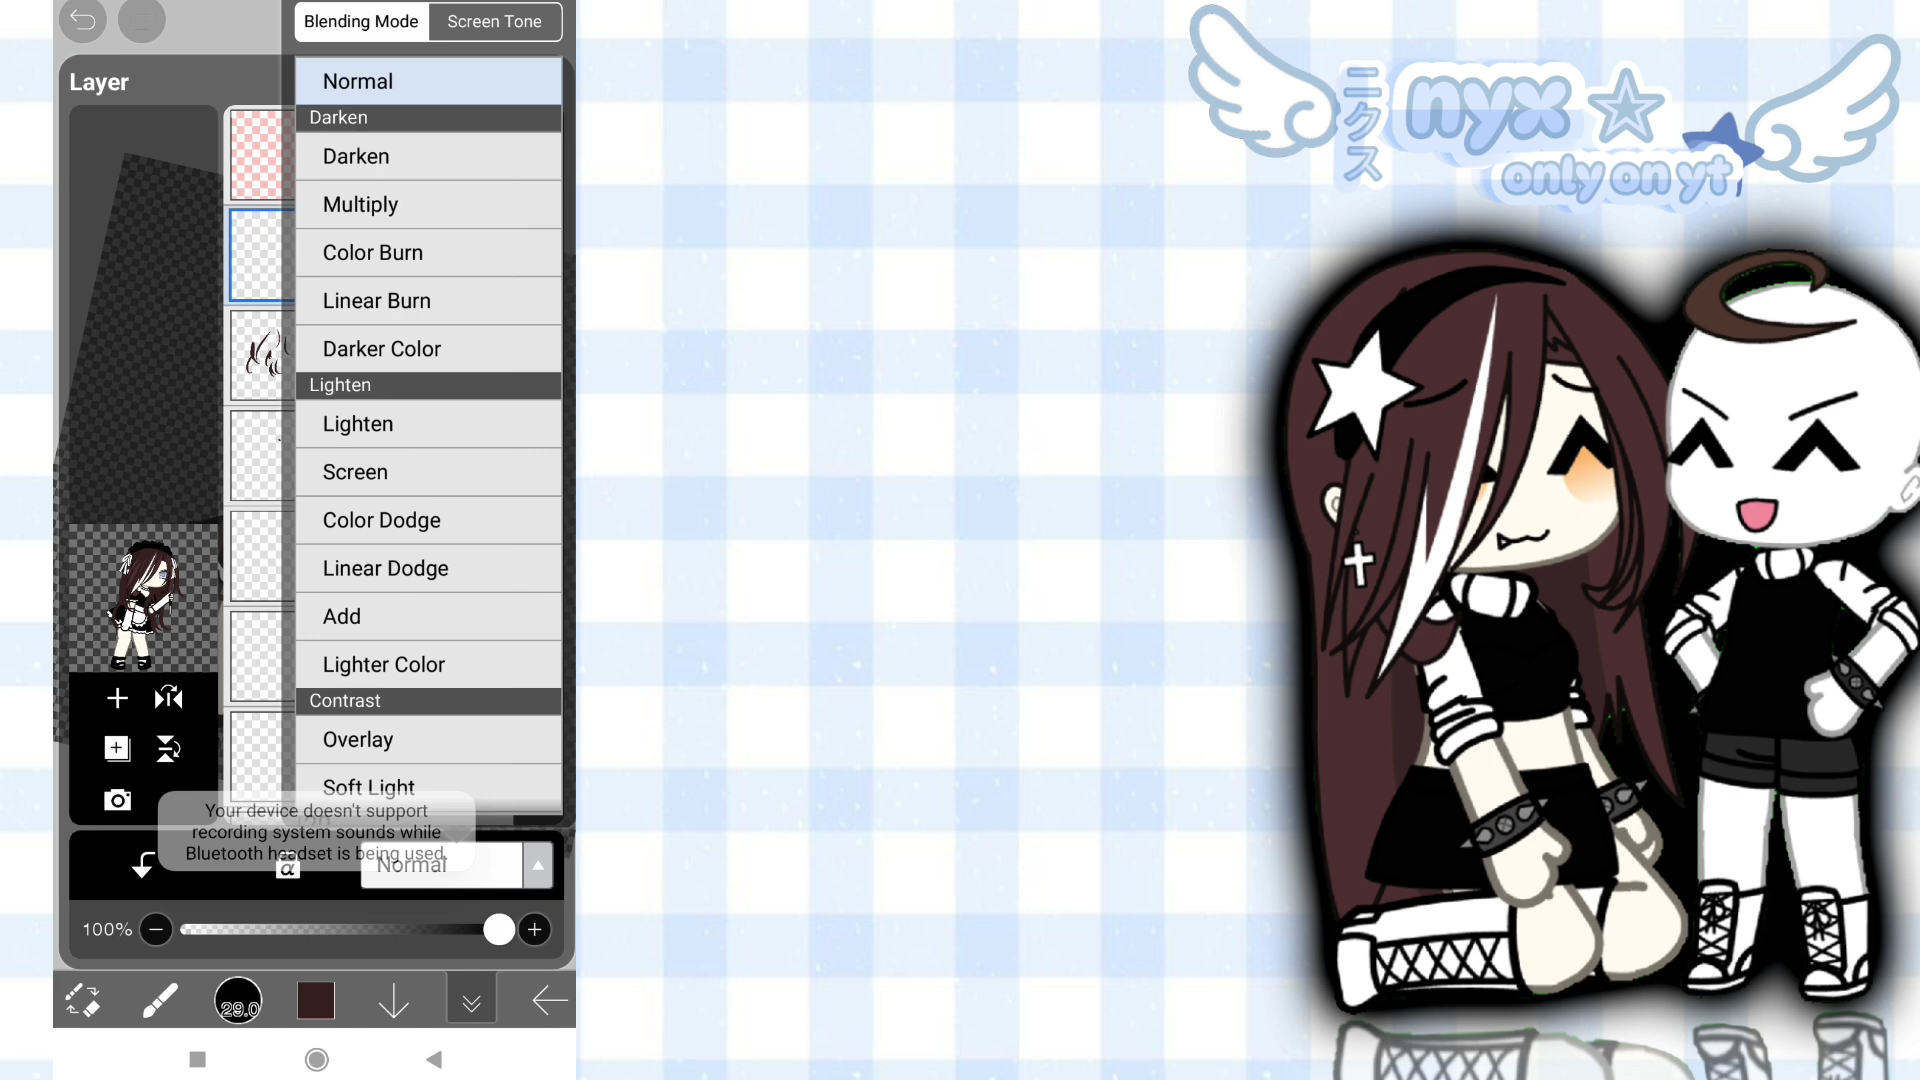 Blending Mode
Screen Tone
Layer
Normal
Darken
Darken
Multiply
Color Burn
Linear Burn
Darker Color
Lighten
Lighten
Screen
Color Dodge
Linear Dodge
Add
Lighter Color
Contrast
Overlay
Soft Light
Your device doesn't support
recording system sounds while
Bluetooth headset is being used.
α
Normal
100%
29.0
ニクス
nyx
only on yt